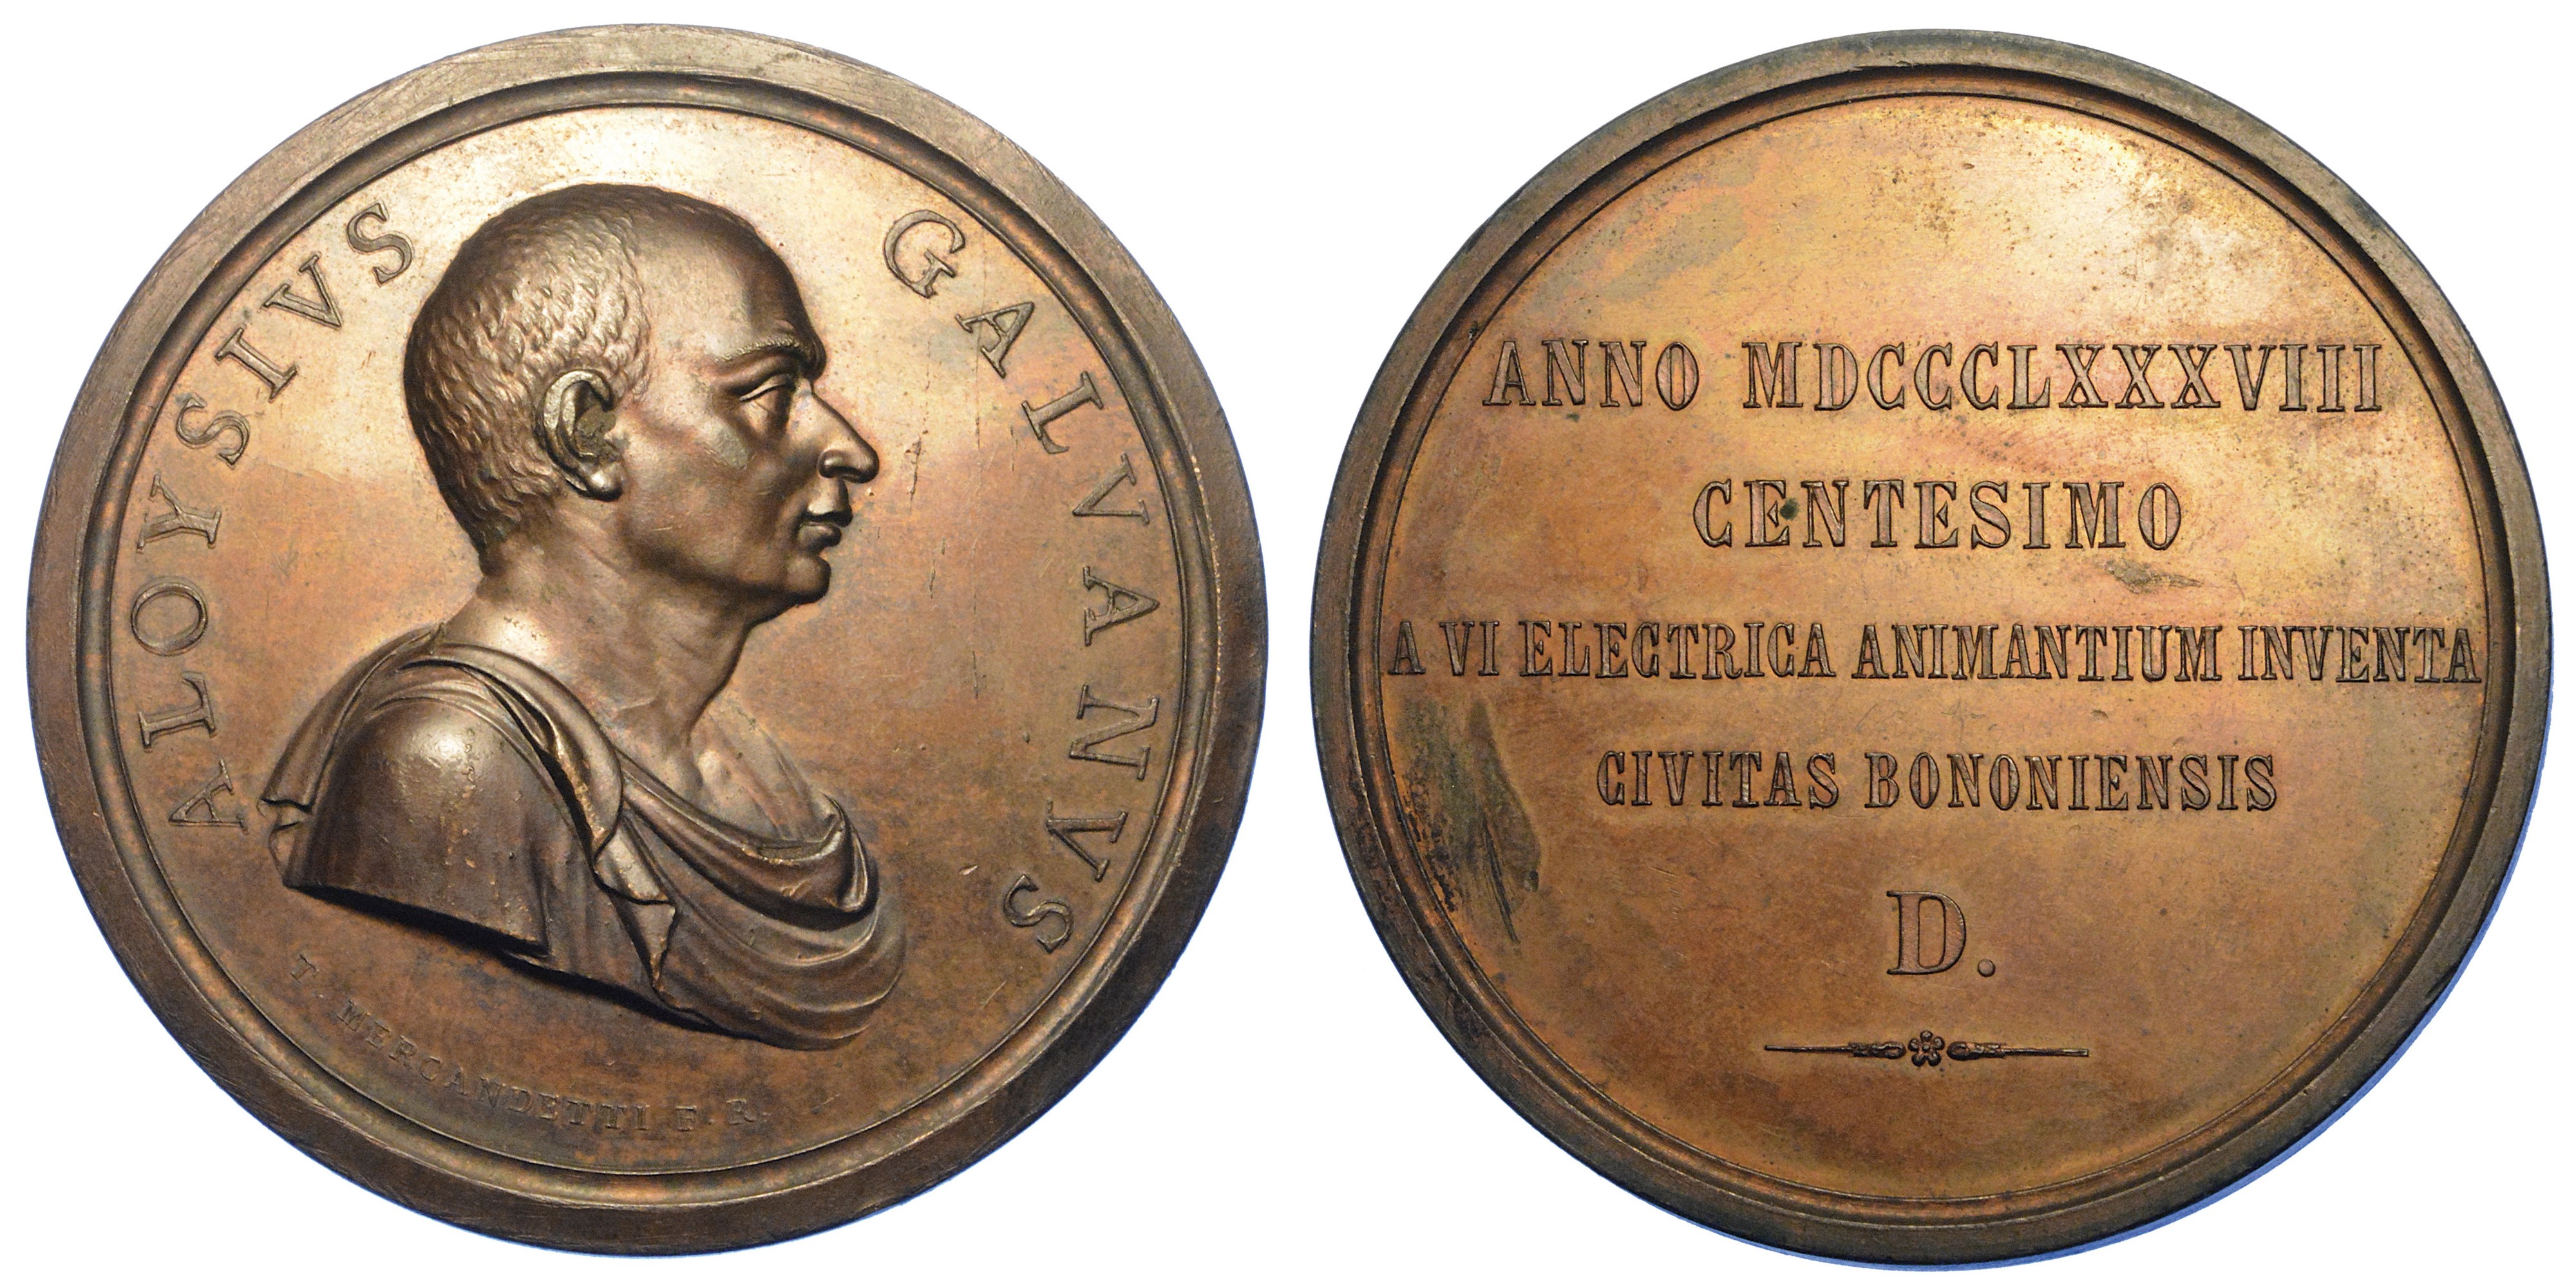 ALOYSIVS GALVANVS
T. MERCANDETTI F. R.
ANNO MDCCCLXXXVIII
CENTESIMO
A VI ELECTRICA ANIMANTIUM INVENTA
CIVITAS BONONIENSIS
D.